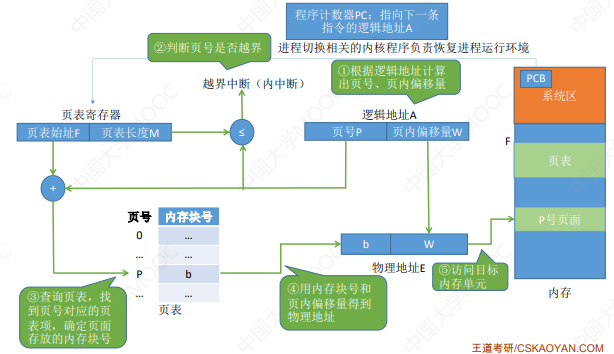 程序计数器PC：指向下一条
指令的逻辑地址A
②判断页号是否越界
进程切换相关的内核程序负责恢复进程运行环境
PCB
系统区
越界中断（内中断）
①根据逻辑地址计算
出页号、页内偏移量
页表寄存器
逻辑地址A
页表始址F
页表长度M
≤
页号P
页内偏移量W
F
页表
+
页号
内存块号
0
...
P号页面
...
...
b
W
P
b
物理地址E
⑤访问目标
内存单元
...
...
页表
内存
③查询页表，找
到页号对应的页表
项，确定页面
存放的内存块号
④用内存块号和
页内偏移量得到
物理地址
中国大学MOOC
王道考研/CSKAOYAN.COM